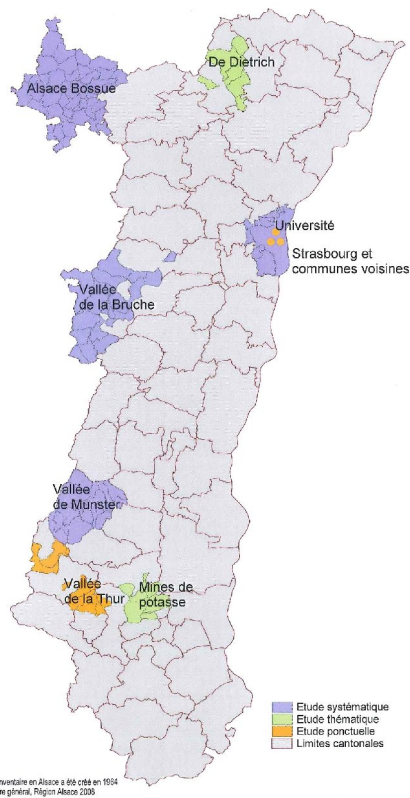 De Dietrich
Alsace Bossue
Université
Strasbourg et
communes voisines
Vallée
de la Bruche
Vallée
de Munster
Vallée
de la Thur
Mines de
potasse
Etude systématique
Etude thématique
Etude ponctuelle
Limites cantonales
nventaire en Alsace a été créé en 1964
re général, Région Alsace 2008